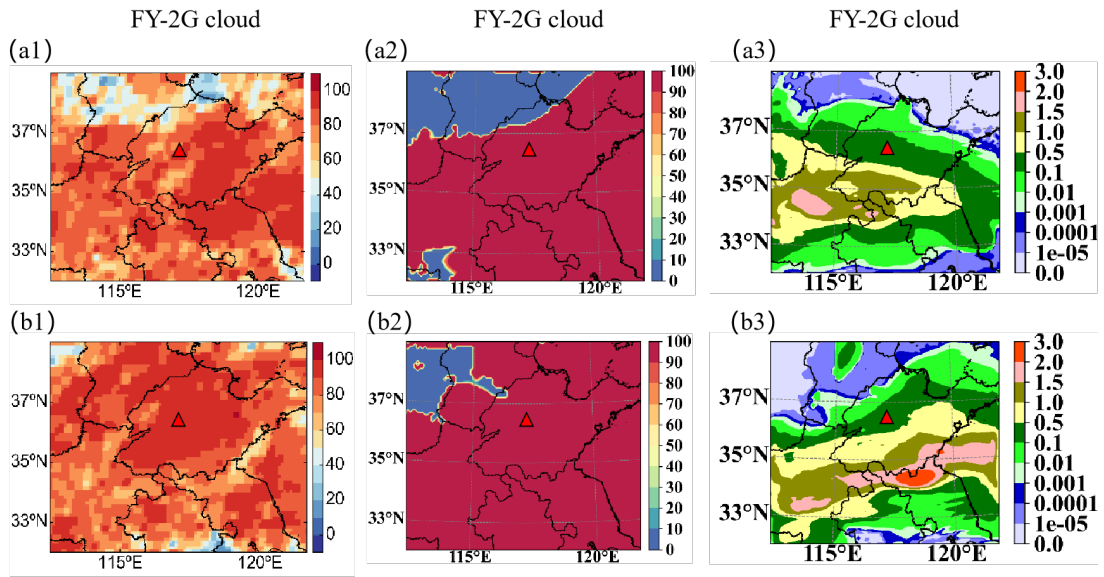 FY-2G cloud FY-2G cloud FY-2G cloud
(a1) (a2) (a3)
37°N
35°N
33°N
115°E 120°E
100
80
60
40
20
0
37°N
35°N
33°N
115°E 120°E
100
90
80
70
60
50
40
30
20
10
0
37°N
35°N
33°N
115°E 120°E
3.0
2.0
1.5
1.0
0.5
0.1
0.01
0.001
0.0001
1e-05
0.0
(b1) (b2) (b3)
37°N
35°N
33°N
115°E 120°E
100
80
60
40
20
0
37°N
35°N
33°N
115°E 120°E
100
90
80
70
60
50
40
30
20
10
0
37°N
35°N
33°N
115°E 120°E
3.0
2.0
1.5
1.0
0.5
0.1
0.01
0.001
0.0001
1e-05
0.0